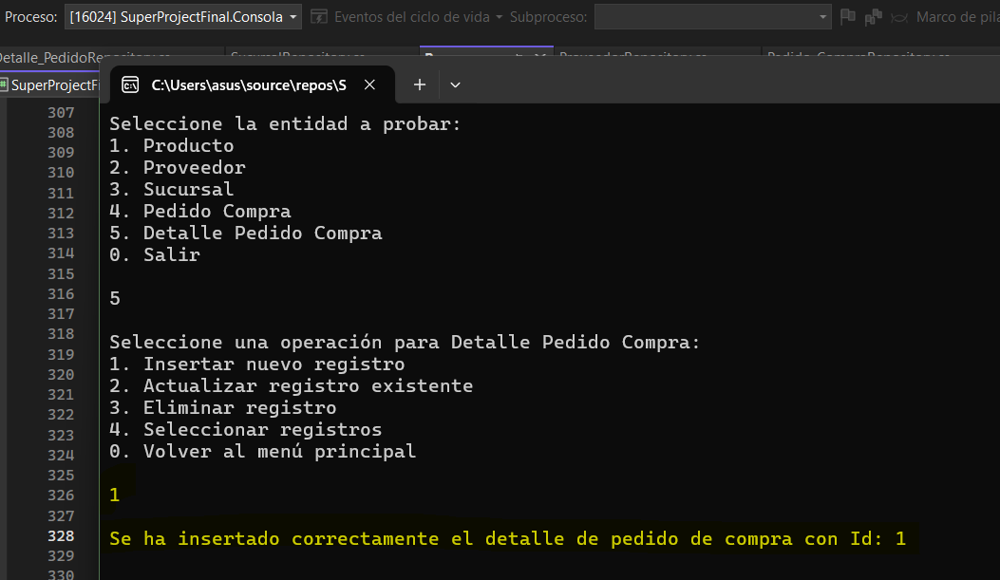 Proceso: [16024] SuperProjectFinal.Consola Eventos del ciclo de vida Subproceso: Marco de pila
SuperProjectFi
C:\Users\asus\source\repos\S
307
308
309
310
311
312
313
314
315
316
317
318
319
320
321
322
323
324
325
326
327
328
329
330
Seleccione la entidad a probar:
1. Producto
2. Proveedor
3. Sucursal
4. Pedido Compra
5. Detalle Pedido Compra
0. Salir
5
Seleccione una operación para Detalle Pedido Compra:
1. Insertar nuevo registro
2. Actualizar registro existente
3. Eliminar registro
4. Seleccionar registros
0. Volver al menú principal
1
Se ha insertado correctamente el detalle de pedido de compra con Id: 1